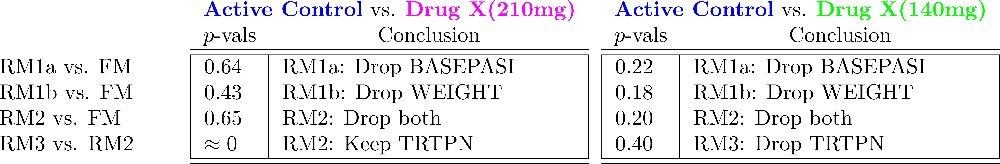 Active Control vs. Drug X(210mg) Active Control vs. Drug X(140mg)
p-vals Conclusion p-vals Conclusion
RM1a vs. FM 0.64 RM1a: Drop BASEPASI 0.22 RM1a: Drop BASEPASI
RM1b vs. FM 0.43 RM1b: Drop WEIGHT 0.18 RM1b: Drop WEIGHT
RM2 vs. FM 0.65 RM2: Drop both 0.20 RM2: Drop both
RM3 vs. RM2 ≈ 0 RM2: Keep TRTPN 0.40 RM3: Drop TRTPN